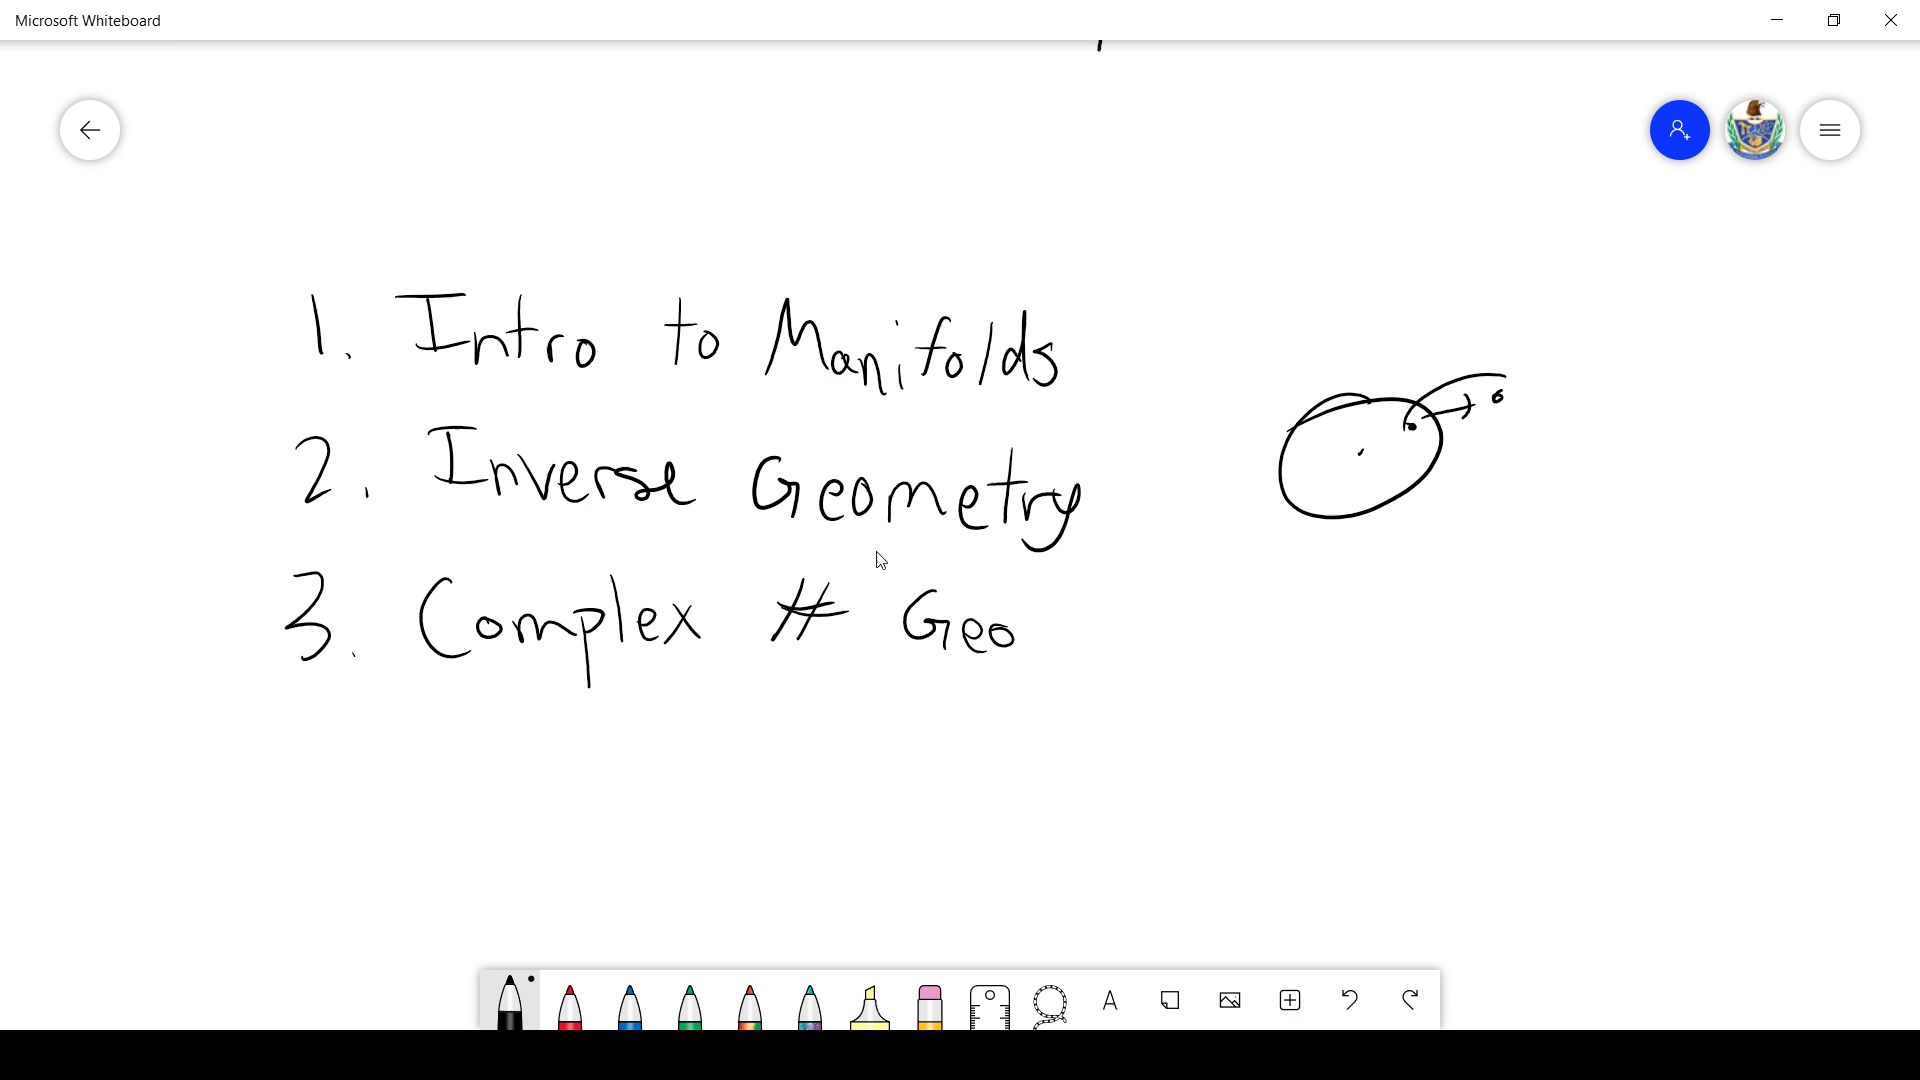 Microsoft Whiteboard
1. Intro to Manifolds
2. Inverse Geometry
3. Complex # Geo